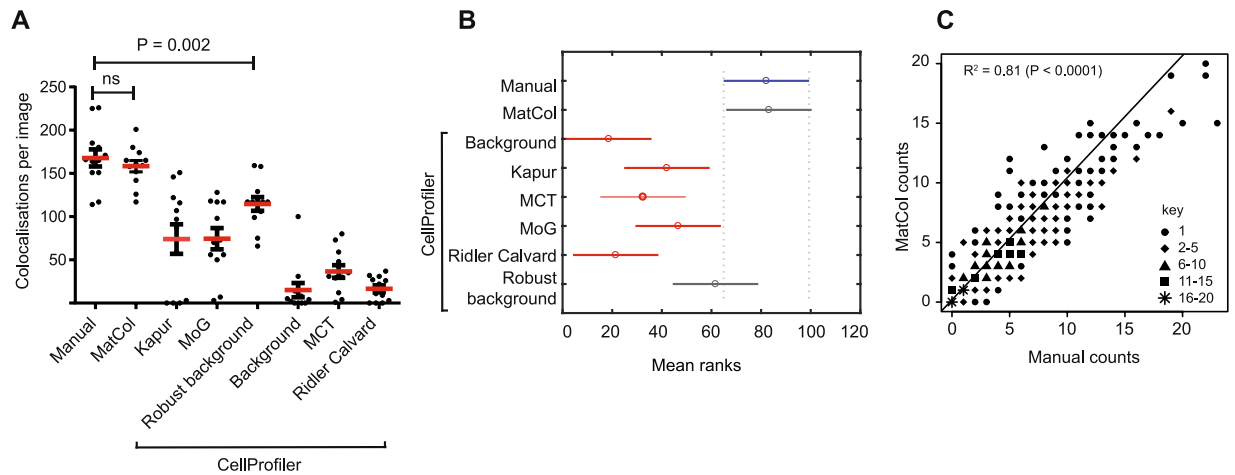 A
P = 0.002
ns
Colocalisations per image
250
200
150
100
50
Manual
MatCol
Kapur
MoG
Robust background
Background
MCT
Ridler Calvard
CellProfiler
B
Manual
MatCol
Background
Kapur
MCT
MoG
Ridler Calvard
Robust
background
CellProfiler
0 20 40 60 80 100 120
Mean ranks
C
R² = 0.81 (P < 0.0001)
MatCol counts
20
15
10
5
0
key
1
2-5
6-10
11-15
16-20
0 5 10 15 20
Manual counts